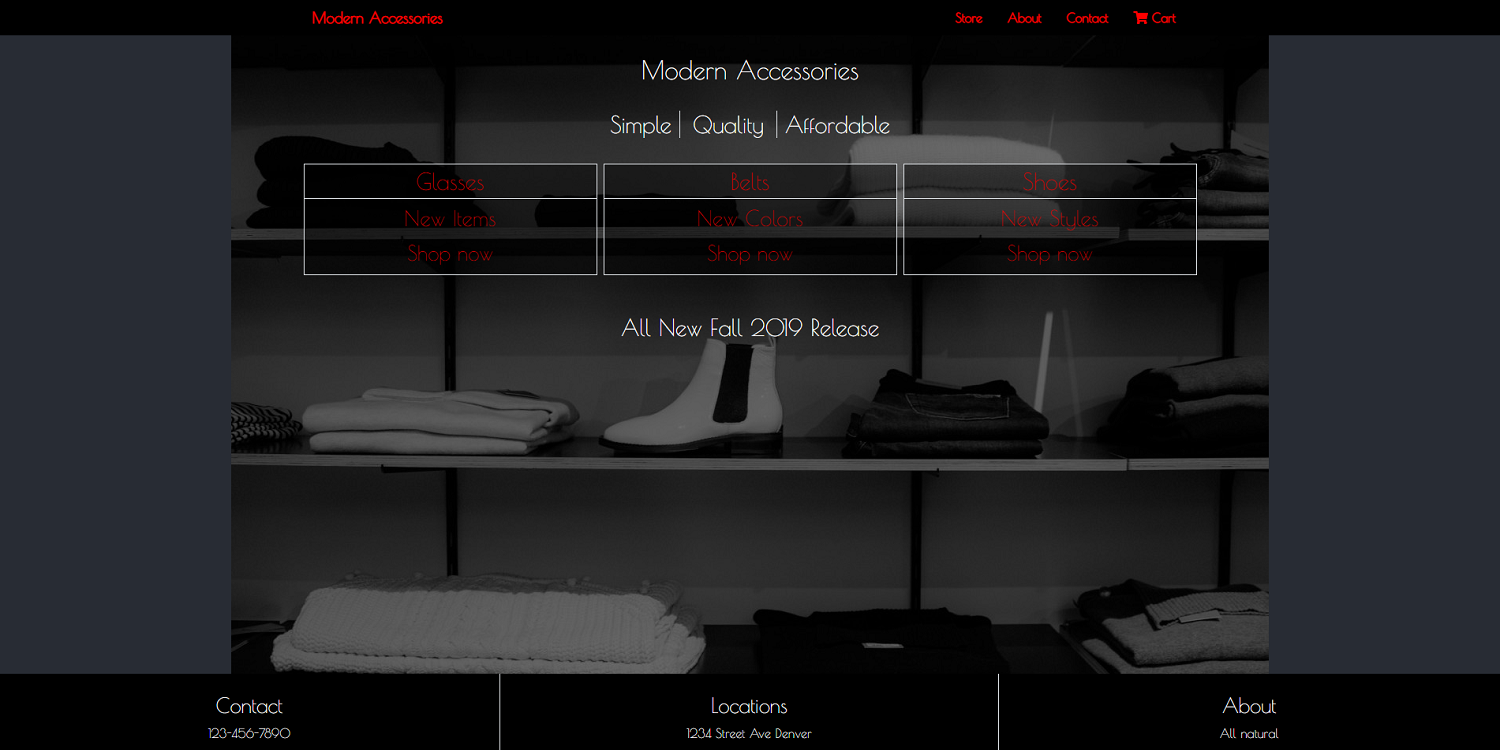 Modern Accessories
Store About Contact Cart
Modern Accessories
Simple Quality Affordable
Glasses
New Items
Shop now
Belts
New Colors
Shop now
Shoes
New Styles
Shop now
All New Fall 2019 Release
Contact
123-456-7890
Locations
1234 Street Ave Denver
About
All natural